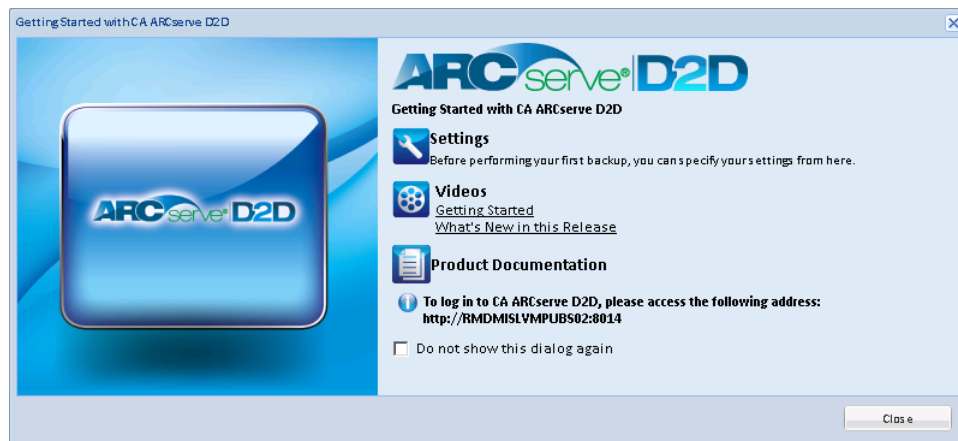 Getting Started with CA ARCserve D2D
ARCserve® D2D
ARCserve® D2D
Getting Started with CA ARCserve D2D
Settings
Before performing your first backup, you can specify your settings from here.
Videos
Getting Started
What's New in this Release
Product Documentation
To log in to CA ARCserve D2D, please access the following address:
http://RMDMISLVMPUBS02:8014
Do not show this dialog again
Close